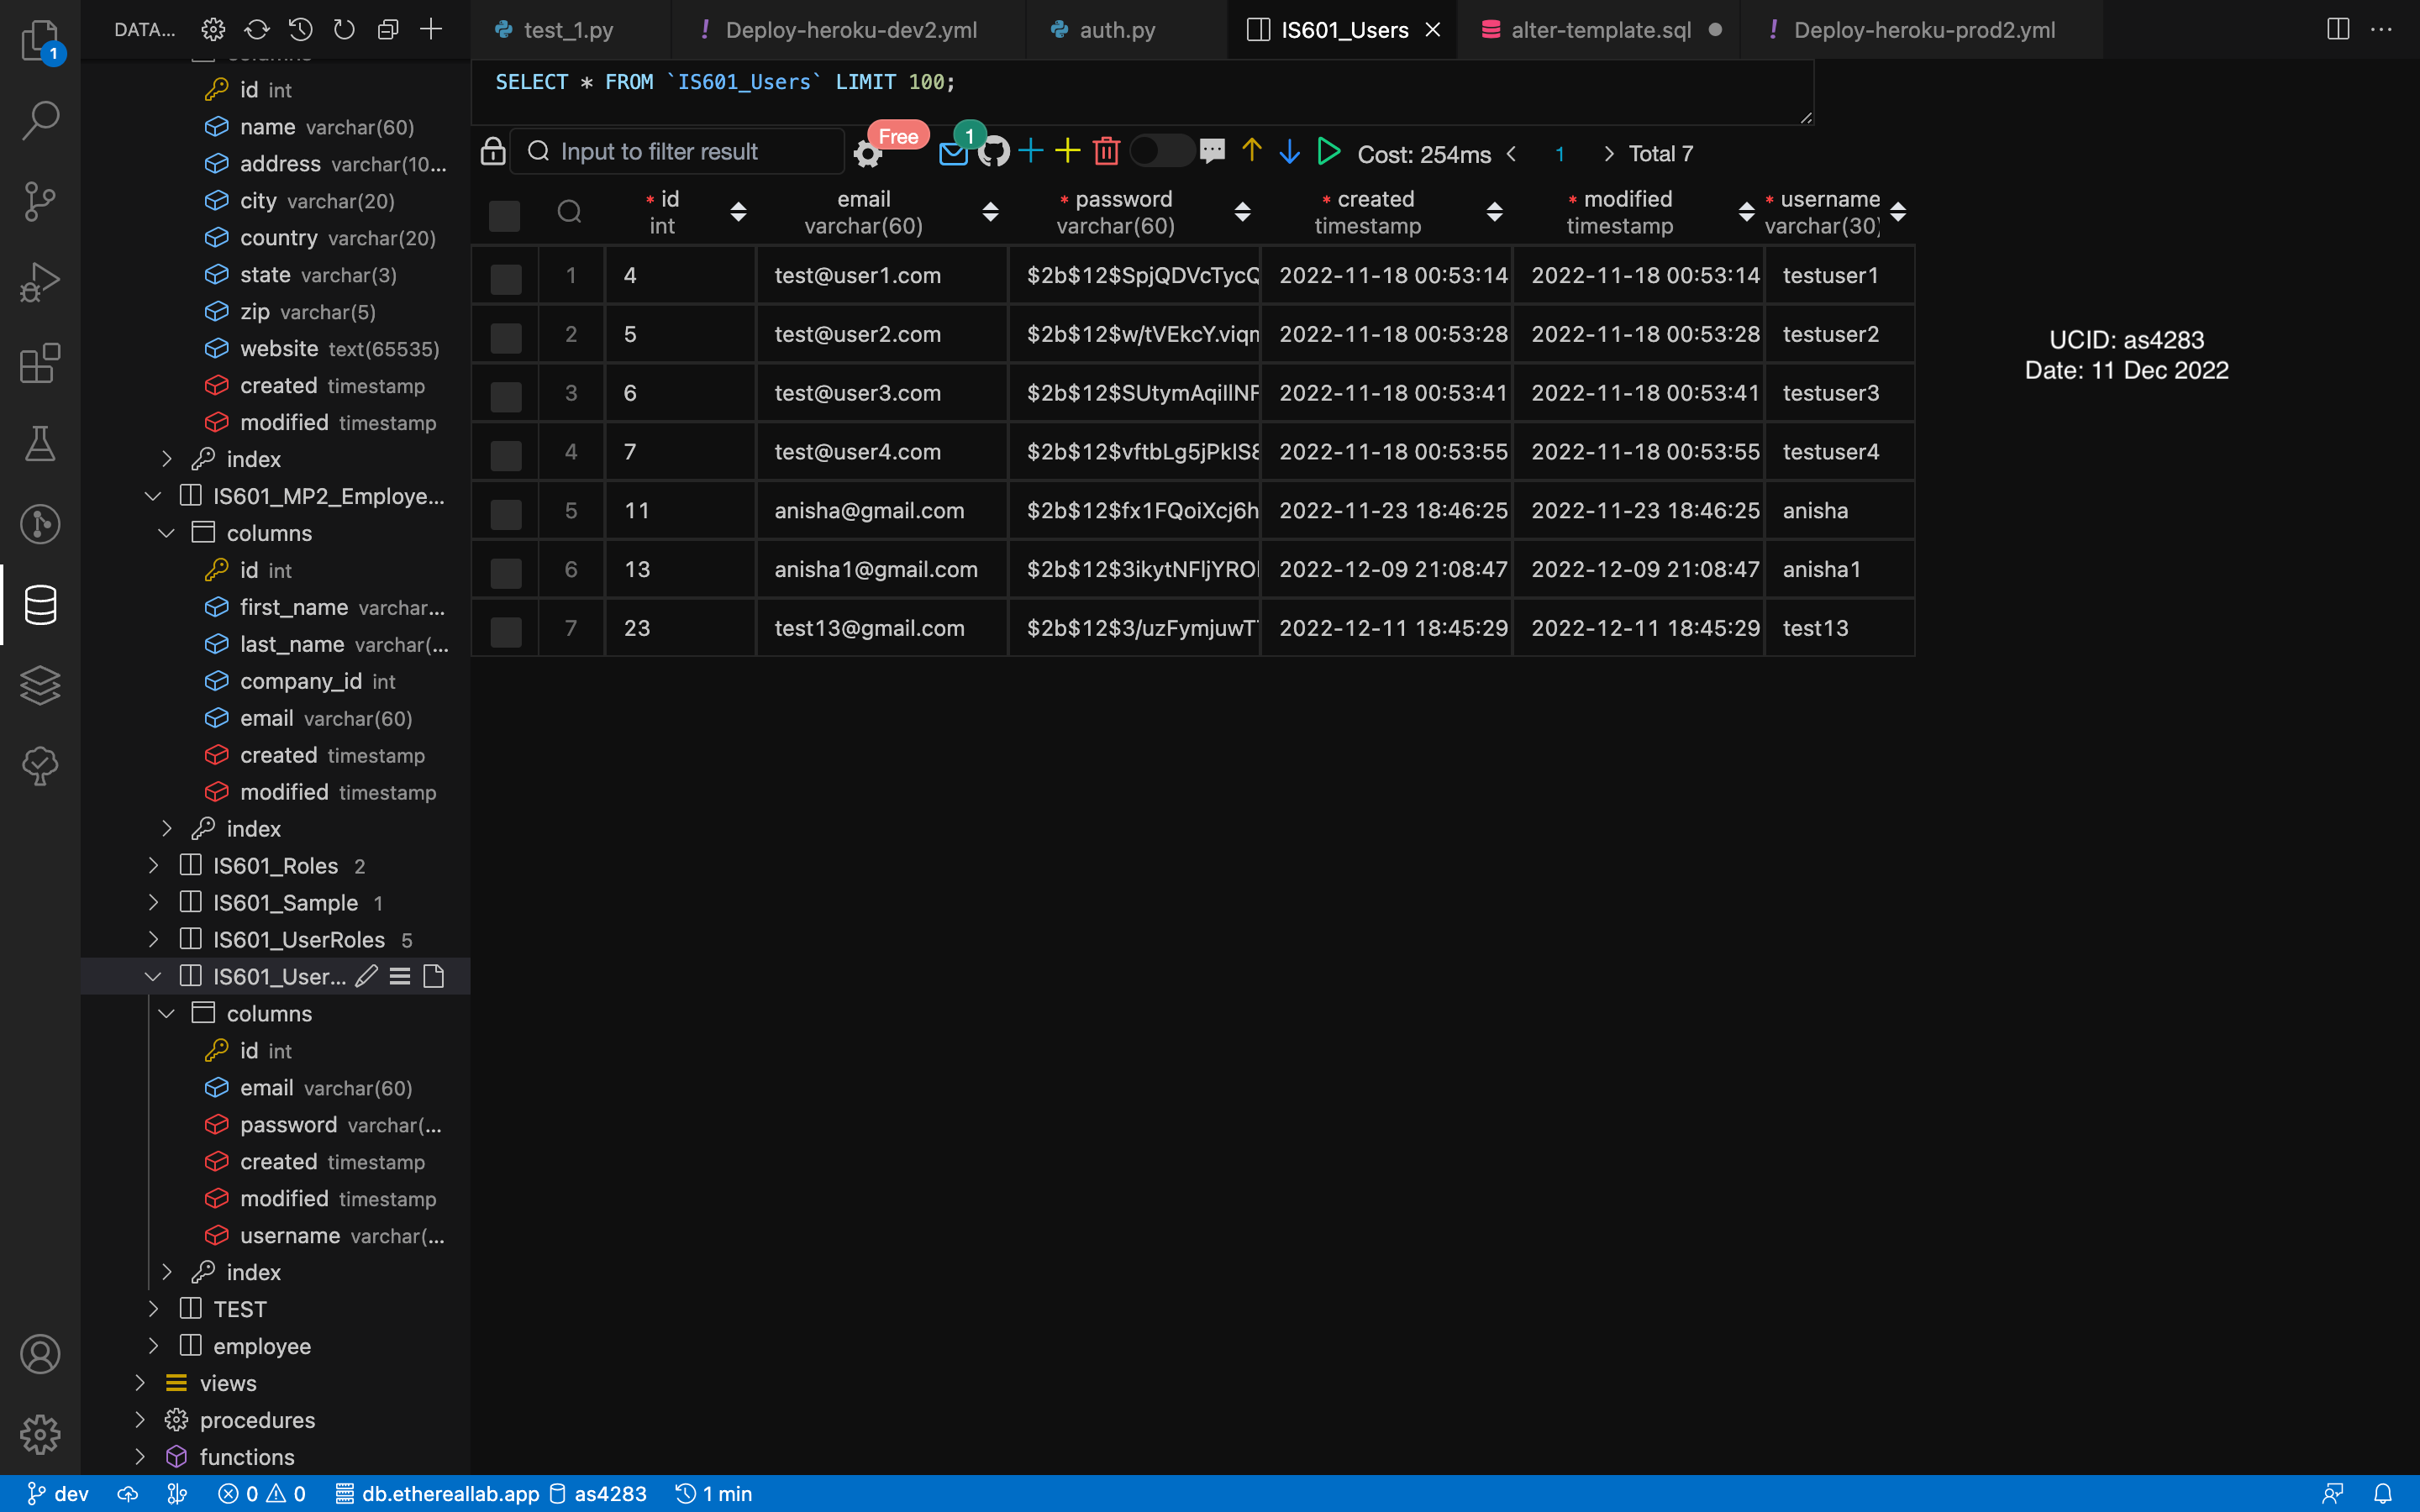 DATA...
test_1.py
! Deploy-heroku-dev2.yml
auth.py
IS601_Users
alter-template.sql
! Deploy-heroku-prod2.yml
1
id int
name varchar(60)
address varchar(10...
city varchar(20)
country varchar(20)
state varchar(3)
zip varchar(5)
website text(65535)
created timestamp
modified timestamp
index
IS601_MP2_Employe...
columns
id int
first_name varchar...
last_name varchar(...
company_id int
email varchar(60)
created timestamp
modified timestamp
index
IS601_Roles 2
IS601_Sample 1
IS601_UserRoles 5
IS601_User...
columns
id int
email varchar(60)
password varchar(...
created timestamp
modified timestamp
username varchar(...
index
TEST
employee
views
procedures
functions
SELECT * FROM `IS601_Users` LIMIT 100;
Input to filter result Free 1 Cost: 254ms 1 Total 7
* id email * password * created * modified * username
int varchar(60) varchar(60) timestamp timestamp varchar(30)
1 4 test@user1.com $2b$12$SpjQDVcTycQ 2022-11-18 00:53:14 2022-11-18 00:53:14 testuser1
2 5 test@user2.com $2b$12$w/tVEkcY.viqn 2022-11-18 00:53:28 2022-11-18 00:53:28 testuser2
3 6 test@user3.com 2022-11-18 00:53:41 2022-11-18 00:53:41 testuser3
4 7 test@user4.com 2022-11-18 00:53:55 2022-11-18 00:53:55 testuser4
5 11 anisha@gmail.com $2b$12$fx1FQoiXcj6h 2022-11-23 18:46:25 2022-11-23 18:46:25 anisha
6 13 anisha1@gmail.com 2022-12-09 21:08:47 2022-12-09 21:08:47 anisha1
7 23 test13@gmail.com 2022-12-11 18:45:29 2022-12-11 18:45:29 test13
UCID: as4283
Date: 11 Dec 2022
dev 0 0 db.ethereallab.app as4283 1 min